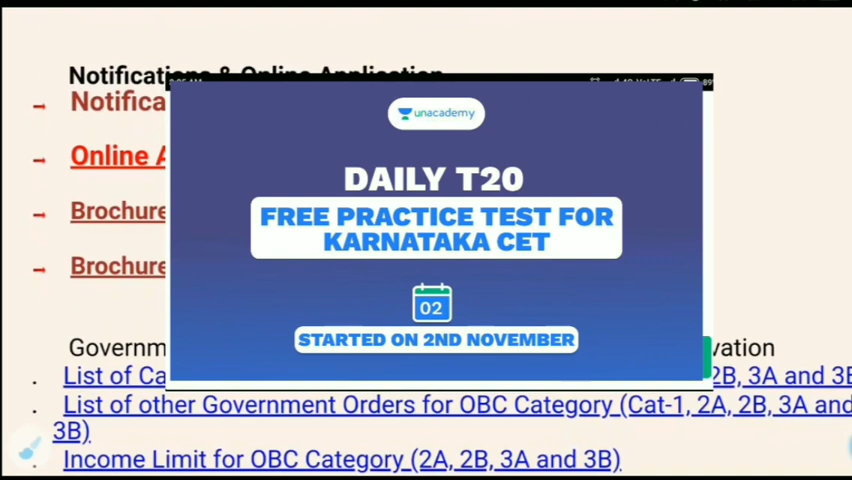 Notifications & Online Application
Notifica
unacademy
Online A
DAILY T20
Brochure
FREE PRACTICE TEST FOR
KARNATAKA CET
Brochure
02
STARTED ON 2ND NOVEMBER
Governm
vation
List of Ca
2B, 3A and 3B
List of other Government Orders for OBC Category (Cat-1, 2A, 2B, 3A and
3B)
Income Limit for OBC Category (2A, 2B, 3A and 3B)